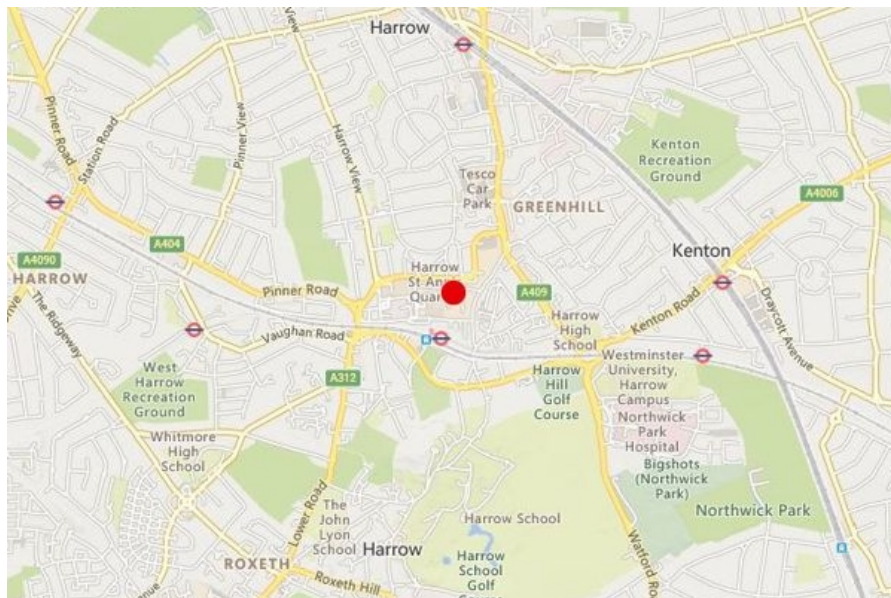 Harrow
Pinner Road
Station Road
Pinner View
Harrow View
Kenton
Recreation
Ground
Tesco
Car
Park
GREENHILL
A4006
Kenton
A404
A4090
HARROW
Harrow
St Ann
Quar
Pinner Road
A409
Kenton Road
Draycott Avenue
The Ridgeway
Vaughan Road
Harrow
High
School
West
Harrow
Recreation
Ground
A312
Harrow
Hill
Golf
Course
Westminster
University,
Harrow
Campus
Northwick
Park
Hospital
Whitmore
High
School
Bigshots
(Northwick
Park)
Northwick Park
Lower Road
The
John
Lyon
School
Harrow School
Harrow
Harrow
School
Golf
ROXETH
Roxeth Hill
Watford Ro